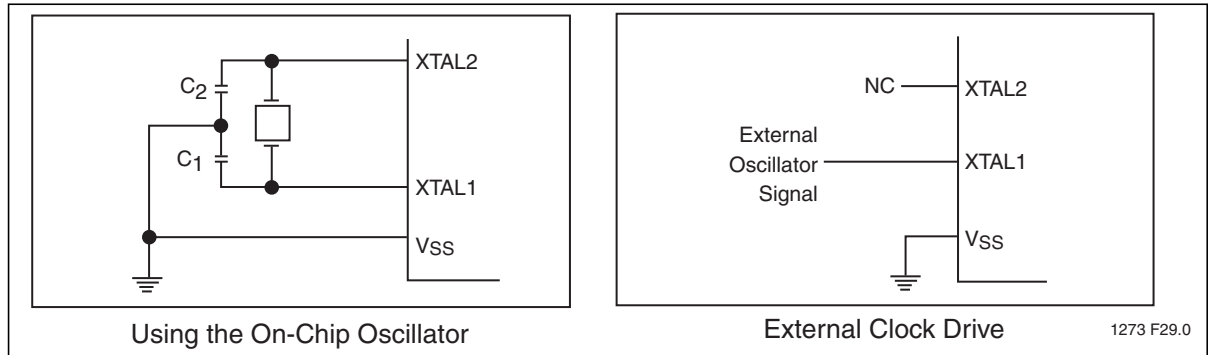 XTAL2
C2
C1
XTAL1
VSS
Using the On-Chip Oscillator
NC
XTAL2
External
Oscillator
Signal
XTAL1
VSS
External Clock Drive
1273 F29.0